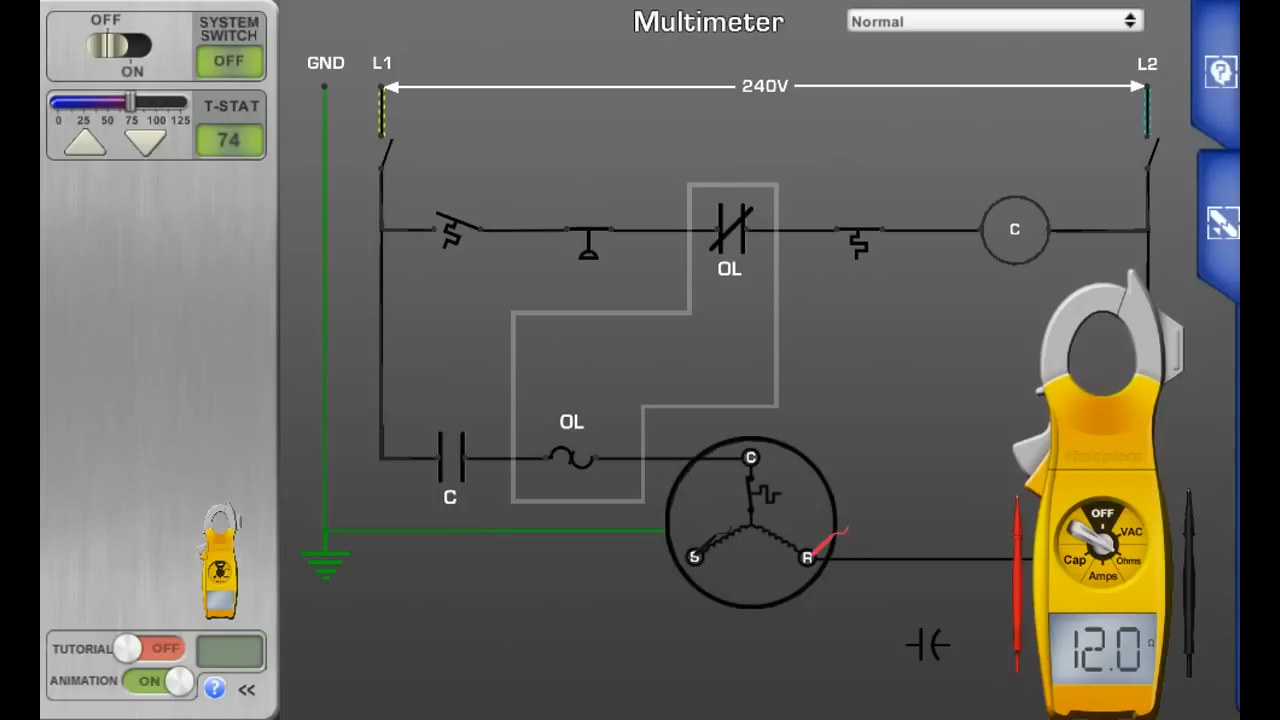 OFF
ON
SYSTEM
SWITCH
OFF
0 25 50 75 100 125
T-STAT
74
Multimeter
Normal
GND L1 L2
240V
C
OL
OL
C
C
S R
OFF
VAC
Cap Ohms
Amps
12.0 Ω
TUTORIAL OFF
ANIMATION ON
? <<